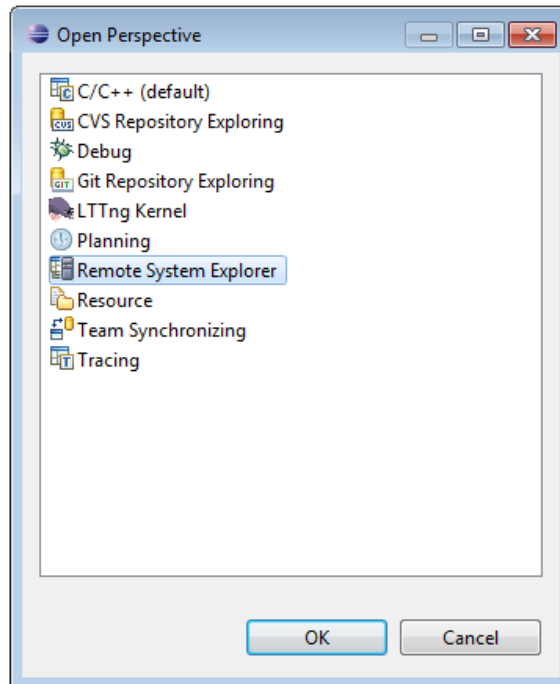 Open Perspective
C/C++ (default)
CVS Repository Exploring
Debug
Git Repository Exploring
LTTng Kernel
Planning
Remote System Explorer
Resource
Team Synchronizing
Tracing
OK Cancel